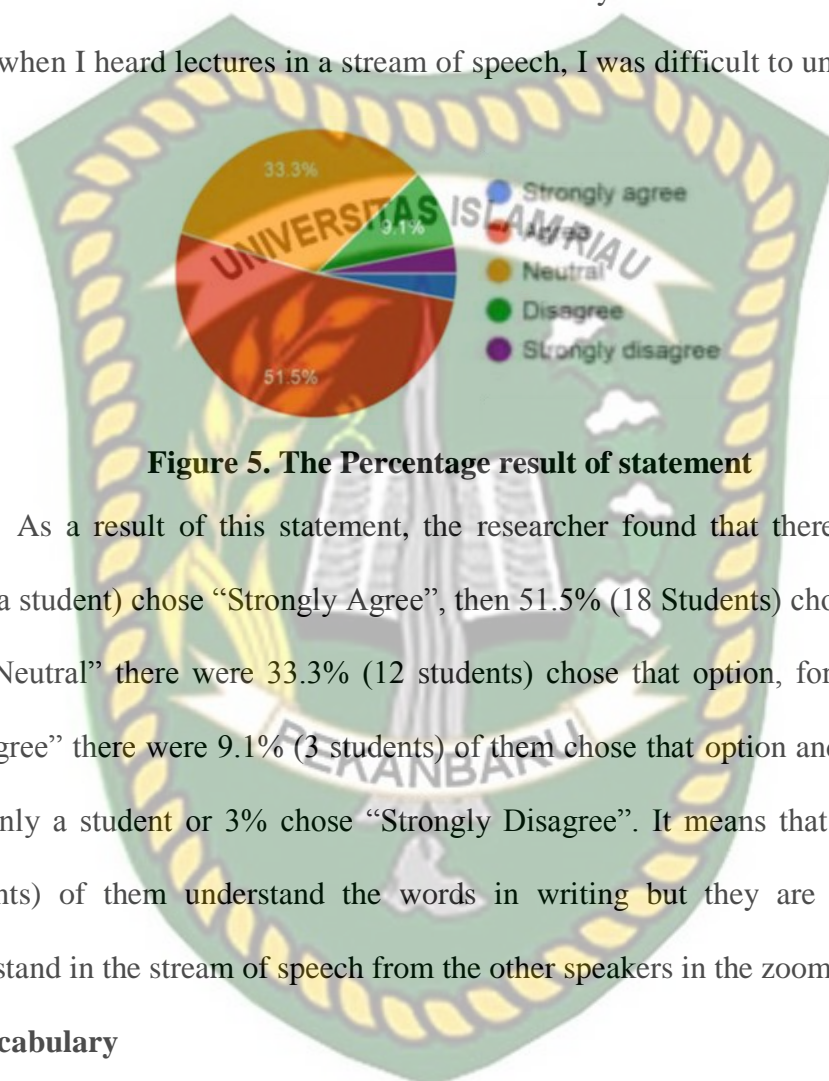 when I heard lectures in a stream of speech, I was difficult to un
33.3%
9.1%
51.5%
Strongly agree
Agree
Neutral
Disagree
Strongly disagree
UNIVERSITAS ISLAM RIAU
Figure 5. The Percentage result of statement
As a result of this statement, the researcher found that there
a student) chose “Strongly Agree”, then 51.5% (18 Students) cho
Neutral” there were 33.3% (12 students) chose that option, for
gree” there were 9.1% (3 students) of them chose that option and
PEKANBARU
nly a student or 3% chose “Strongly Disagree”. It means that
nts) of them understand the words in writing but they are
stand in the stream of speech from the other speakers in the zoom
cabulary